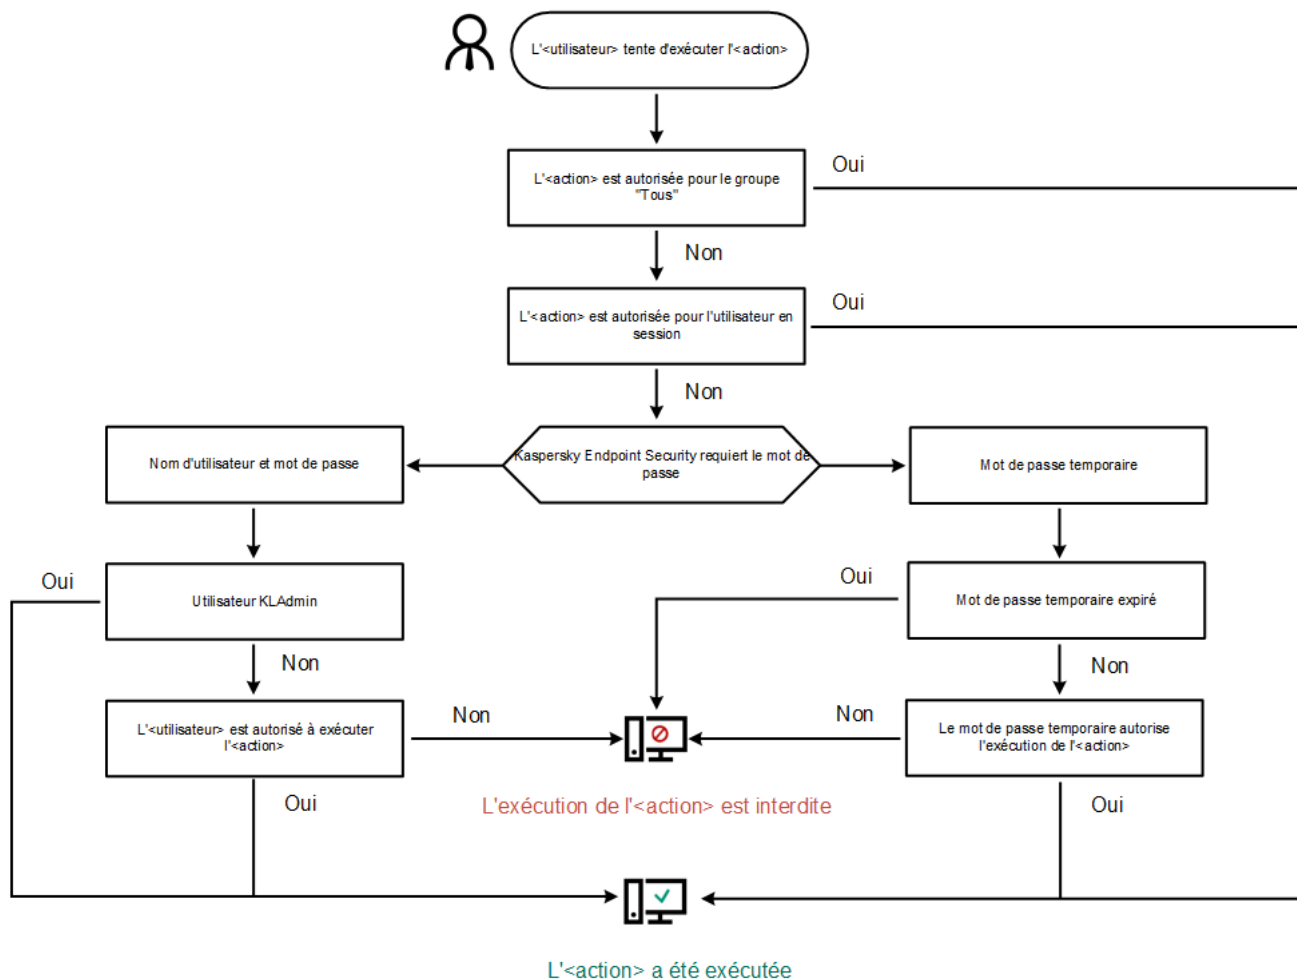 L'<utilisateur> tente d'exécuter l'<action>
L'<action> est autorisée pour le groupe
"Tous"
Oui
Non
L'<action> est autorisée pour l'utilisateur en
session
Oui
Non
Nom d'utilisateur et mot de passe
Kaspersky Endpoint Security requiert le mot de
passe
Mot de passe temporaire
Oui
Utilisateur KLAdmin
Oui
Mot de passe temporaire expiré
Non
Non
L'<utilisateur> est autorisé à exécuter
l'<action>
Non
Non
Le mot de passe temporaire autorise
l'exécution de l'<action>
Oui
L'exécution de l'<action> est interdite
Oui
L'<action> a été exécutée